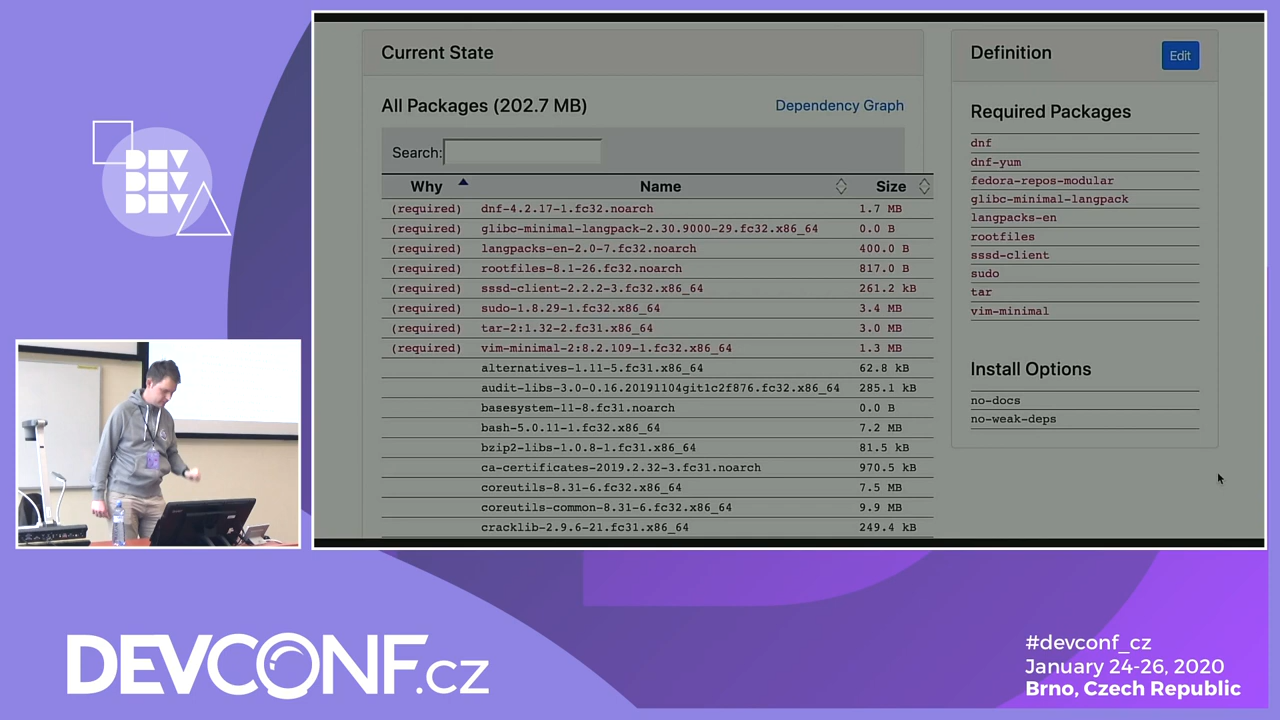 DEV
DEV
DEV
Current State
All Packages (202.7 MB)
Dependency Graph
Search:
Why Name Size
(required) dnf-4.2.17-1.fc32.noarch 1.7 MB
(required) glibc-minimal-langpack-2.30.9000-29.fc32.x86_64 0.0 B
(required) langpacks-en-2.0-7.fc32.noarch 400.0 B
(required) rootfiles-8.1-26.fc32.noarch 817.0 B
(required) sssd-client-2.2.2-3.fc32.x86_64 261.2 kB
(required) sudo-1.8.29-1.fc32.x86_64 3.4 MB
(required) tar-2:1.32-2.fc31.x86_64 3.0 MB
(required) vim-minimal-2:8.2.109-1.fc32.x86_64 1.3 MB
alternatives-1.11-5.fc31.x86_64 62.8 kB
audit-libs-3.0-0.16.20191104git1c2f876.fc32.x86_64 285.1 kB
basesystem-11-8.fc31.noarch 0.0 B
bash-5.0.11-1.fc32.x86_64 7.2 MB
bzip2-libs-1.0.8-1.fc31.x86_64 81.5 kB
ca-certificates-2019.2.32-3.fc31.noarch 970.5 kB
coreutils-8.31-6.fc32.x86_64 7.5 MB
coreutils-common-8.31-6.fc32.x86_64 9.9 MB
cracklib-2.9.6-21.fc31.x86_64 249.4 kB
Definition
Edit
Required Packages
dnf
dnf-yum
fedora-repos-modular
glibc-minimal-langpack
langpacks-en
rootfiles
sssd-client
sudo
tar
vim-minimal
Install Options
no-docs
no-weak-deps
DEVCONF.cz
#devconf_cz
January 24-26, 2020
Brno, Czech Republic